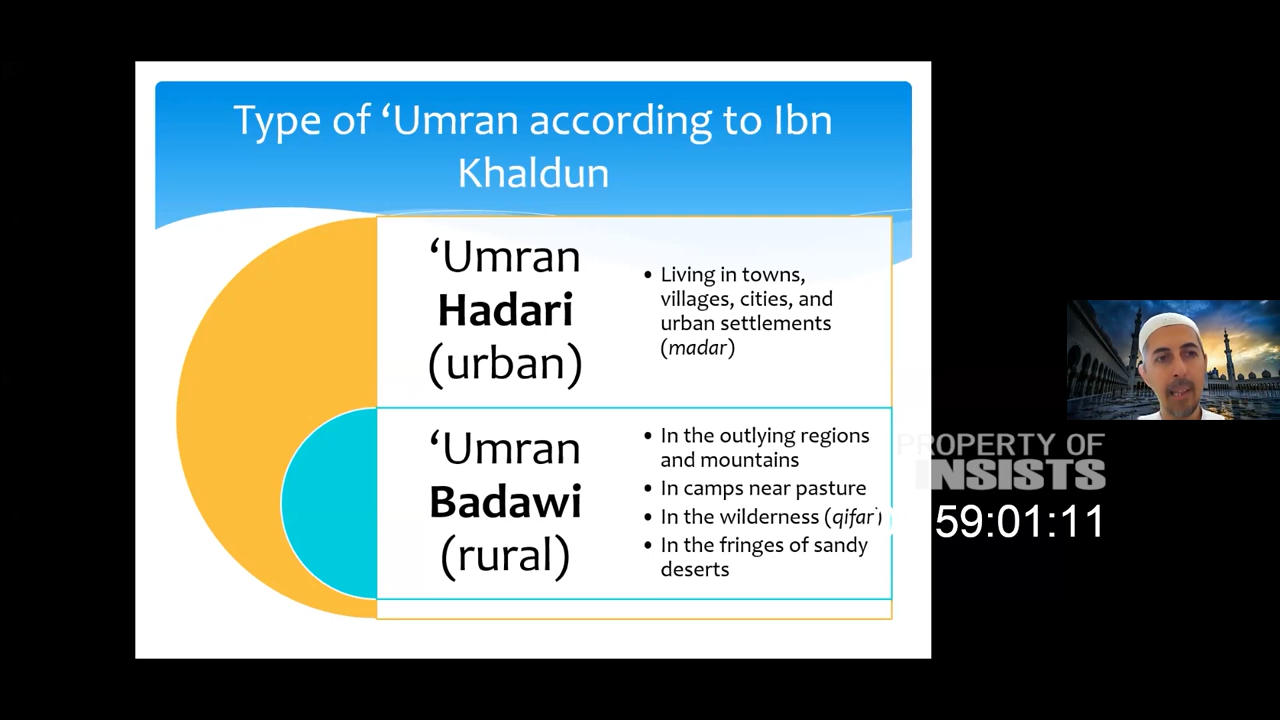 Type of ‘Umran according to Ibn
Khaldun
‘Umran
Hadari
(urban)
• Living in towns,
villages, cities, and
urban settlements
(madar)
‘Umran
Badawi
(rural)
• In the outlying regions
and mountains
• In camps near pasture
• In the wilderness (qifar)
• In the fringes of sandy
deserts
PROPERTY OF
INSISTS
59:01:11